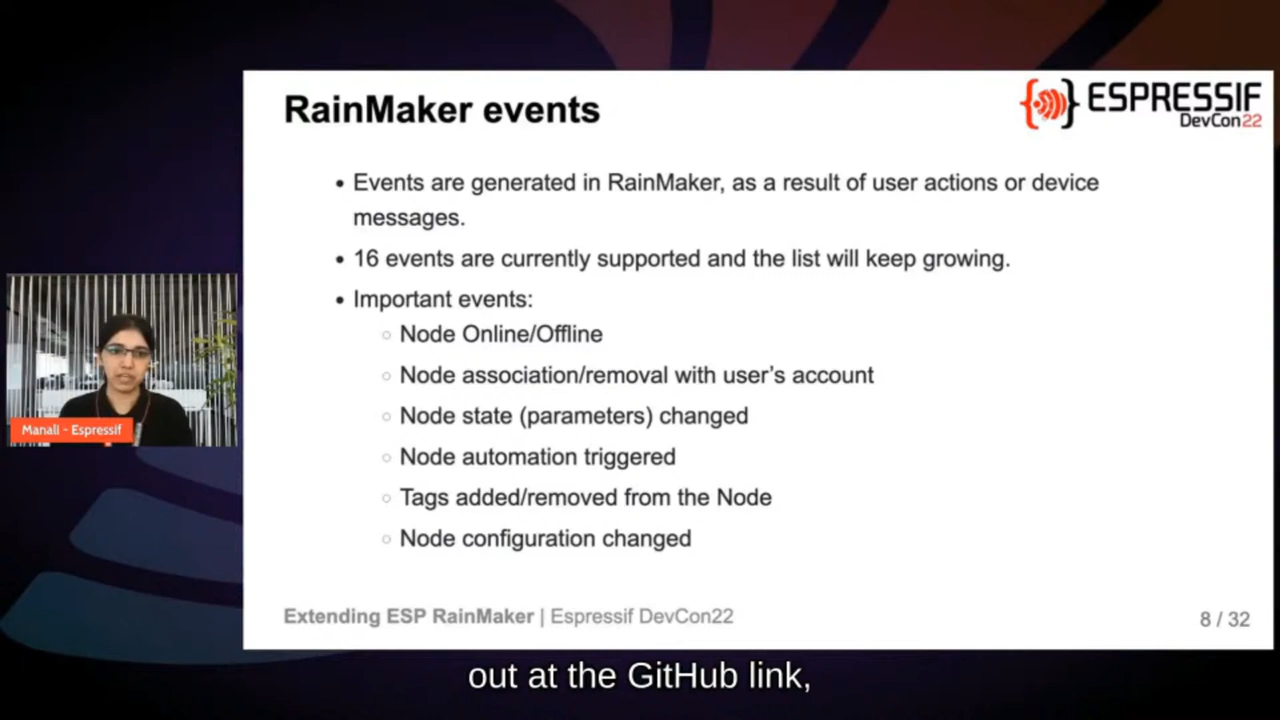 RainMaker events
ESPRESSIF
DevCon22
• Events are generated in RainMaker, as a result of user actions or device
messages.
• 16 events are currently supported and the list will keep growing.
• Important events:
○ Node Online/Offline
○ Node association/removal with user’s account
○ Node state (parameters) changed
○ Node automation triggered
○ Tags added/removed from the Node
○ Node configuration changed
Manali - Espressif
Extending ESP RainMaker | Espressif DevCon22
8 / 32
out at the GitHub link,